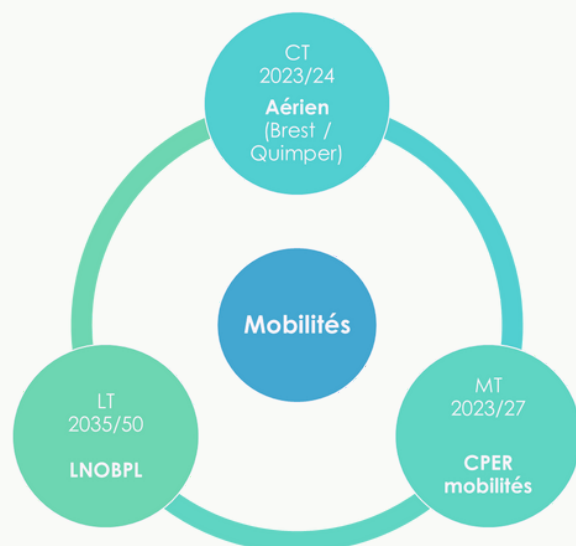 CT
2023/24
Aérien
(Brest /
Quimper)
Mobilités
LT
2035/50
LNOBPL
MT
2023/27
CPER
mobilités